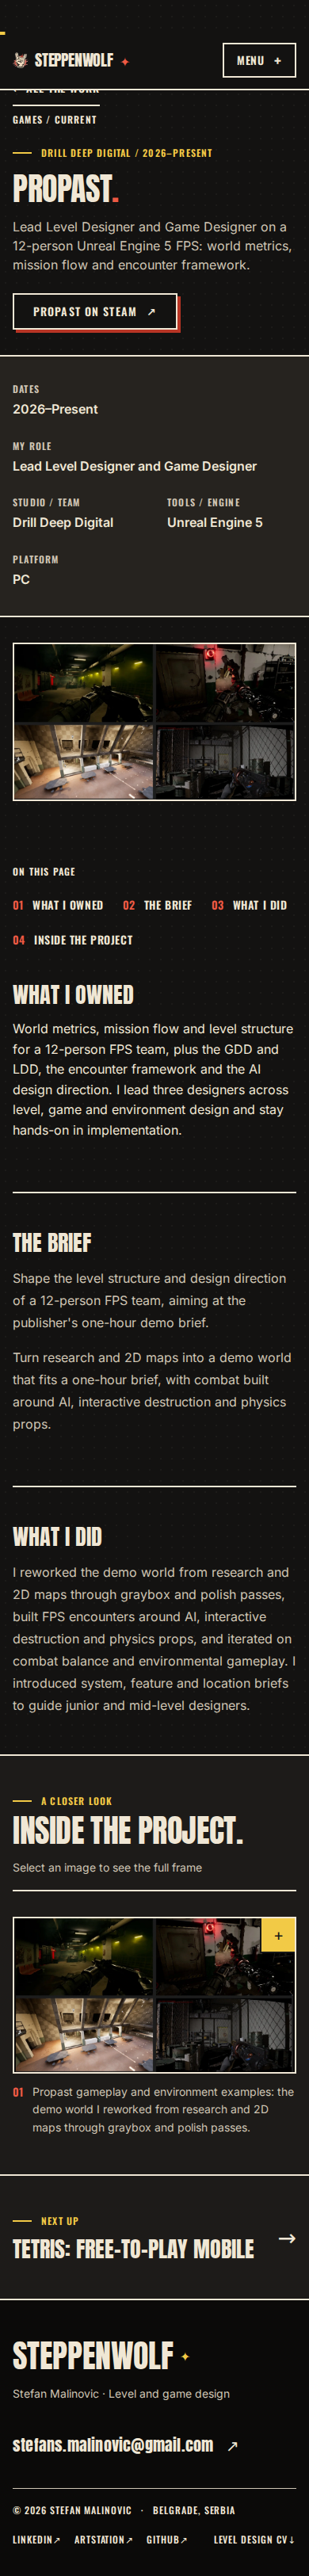 STEPPENWOLF
MENU +
ALL THE WORK
GAMES / CURRENT
DRILL DEEP DIGITAL / 2026–PRESENT
PROPAST.
Lead Level Designer and Game Designer on a
12-person Unreal Engine 5 FPS: world metrics,
mission flow and encounter framework.
PROPAST ON STEAM ↗
DATES
2026–Present
MY ROLE
Lead Level Designer and Game Designer
STUDIO / TEAM
Drill Deep Digital
TOOLS / ENGINE
Unreal Engine 5
PLATFORM
PC
ON THIS PAGE
01 WHAT I OWNED 02 THE BRIEF 03 WHAT I DID
04 INSIDE THE PROJECT
WHAT I OWNED
World metrics, mission flow and level structure
for a 12-person FPS team, plus the GDD and
LDD, the encounter framework and the AI
design direction. I lead three designers across
level, game and environment design and stay
hands-on in implementation.
THE BRIEF
Shape the level structure and design direction
of a 12-person FPS team, aiming at the
publisher's one-hour demo brief.
Turn research and 2D maps into a demo world
that fits a one-hour brief, with combat built
around AI, interactive destruction and physics
props.
WHAT I DID
I reworked the demo world from research and
2D maps through graybox and polish passes,
built FPS encounters around AI, interactive
destruction and physics props, and iterated on
combat balance and environmental gameplay. I
introduced system, feature and location briefs
to guide junior and mid-level designers.
A CLOSER LOOK
INSIDE THE PROJECT.
Select an image to see the full frame
+
01 Propast gameplay and environment examples: the
demo world I reworked from research and 2D
maps through graybox and polish passes.
NEXT UP
TETRIS: FREE-TO-PLAY MOBILE →
STEPPENWOLF
Stefan Malinovic · Level and game design
stefans.malinovic@gmail.com ↗
© 2026 STEFAN MALINOVIC · BELGRADE, SERBIA
LINKEDIN↗ ARTSTATION↗ GITHUB↗ LEVEL DESIGN CV↓